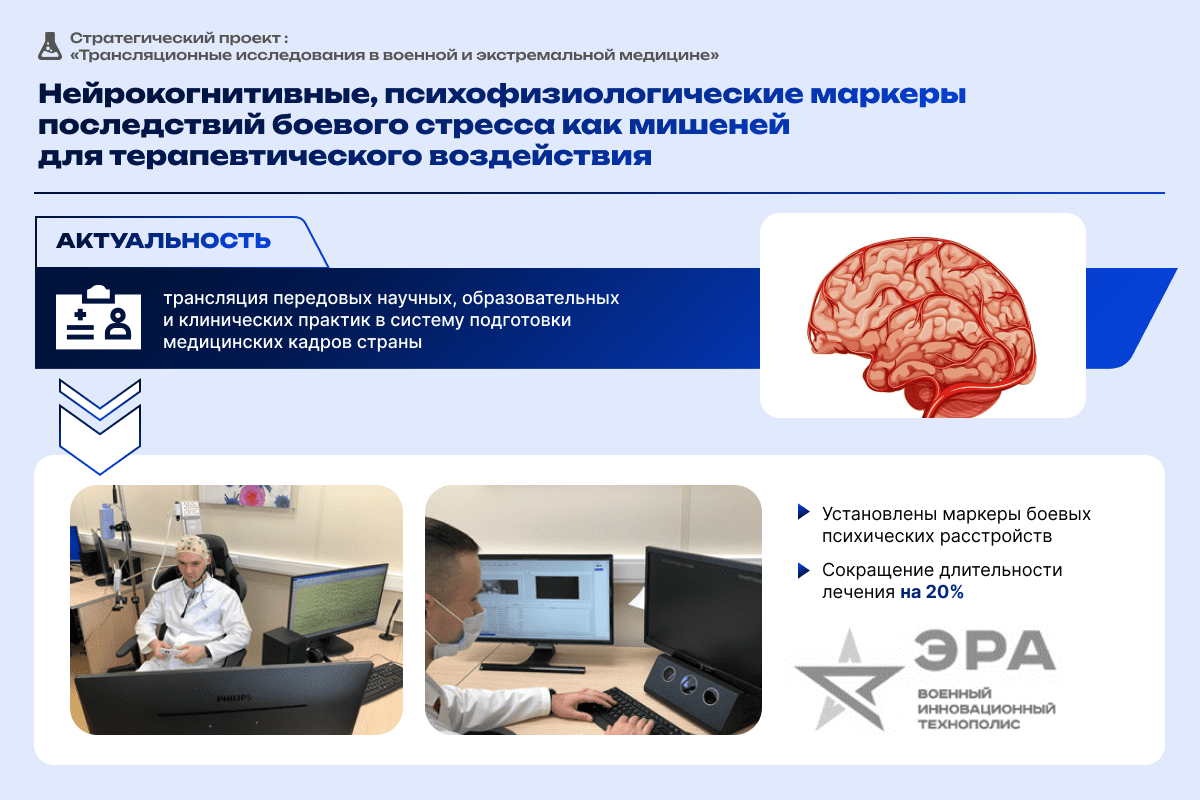 Стратегический проект :
«Трансляционные исследования в военной и экстремальной медицине»
Нейрокогнитивные, психофизиологические маркеры
последствий боевого стресса как мишеней
для терапевтического воздействия
АКТУАЛЬНОСТЬ
трансляция передовых научных, образовательных
и клинических практик в систему подготовки
медицинских кадров страны
PHILIPS
Установлены маркеры боевых
психических расстройств
Сокращение длительности
лечения на 20%
ЭРА
ВОЕННЫЙ
ИННОВАЦИОННЫЙ
ТЕХНОПОЛИС